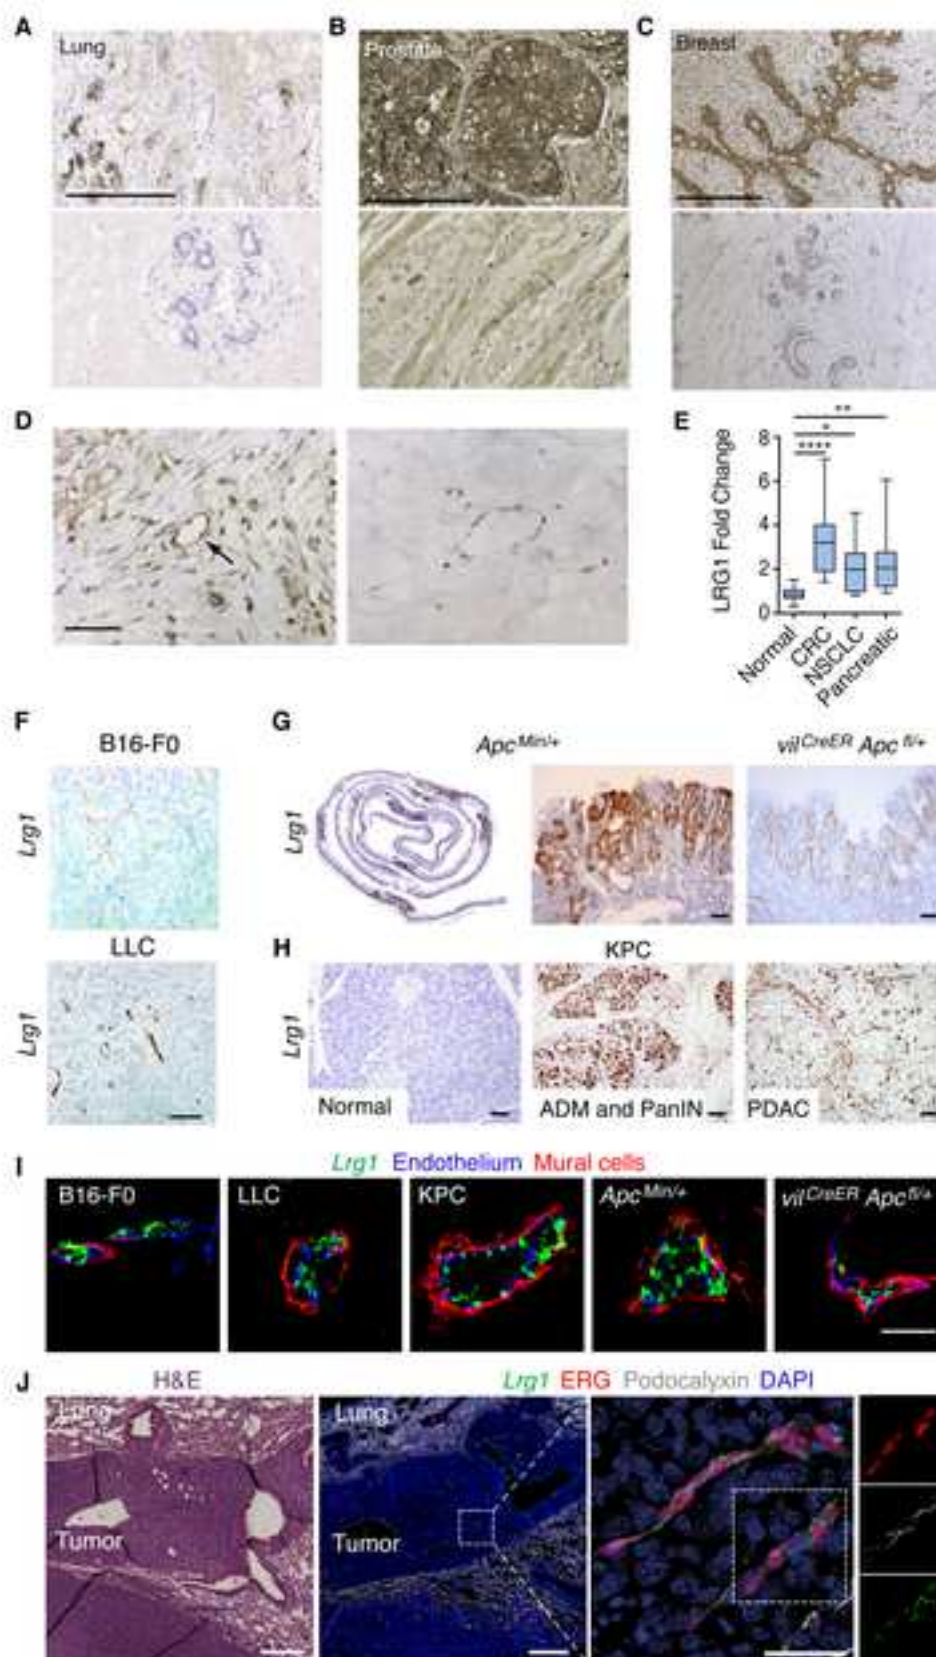 A
Lung
B
Prostate
C
Breast
D
E
LRG1 Fold Change
8
6
4
2
0
**
*
****
Normal
CRC
NSCLC
Pancreatic
F
B16-F0
Lrg1
LLC
Lrg1
G
Apc Min/+
vil CreER Apc fl/+
Lrg1
H
KPC
Lrg1
Normal
ADM and PanIN
PDAC
I
Lrg1 Endothelium Mural cells
B16-F0
LLC
KPC
Apc Min/+
vil CreER Apc fl/+
J
H&E
Lrg1 ERG Podocalyxin DAPI
Lung
Tumor
Lung
Tumor